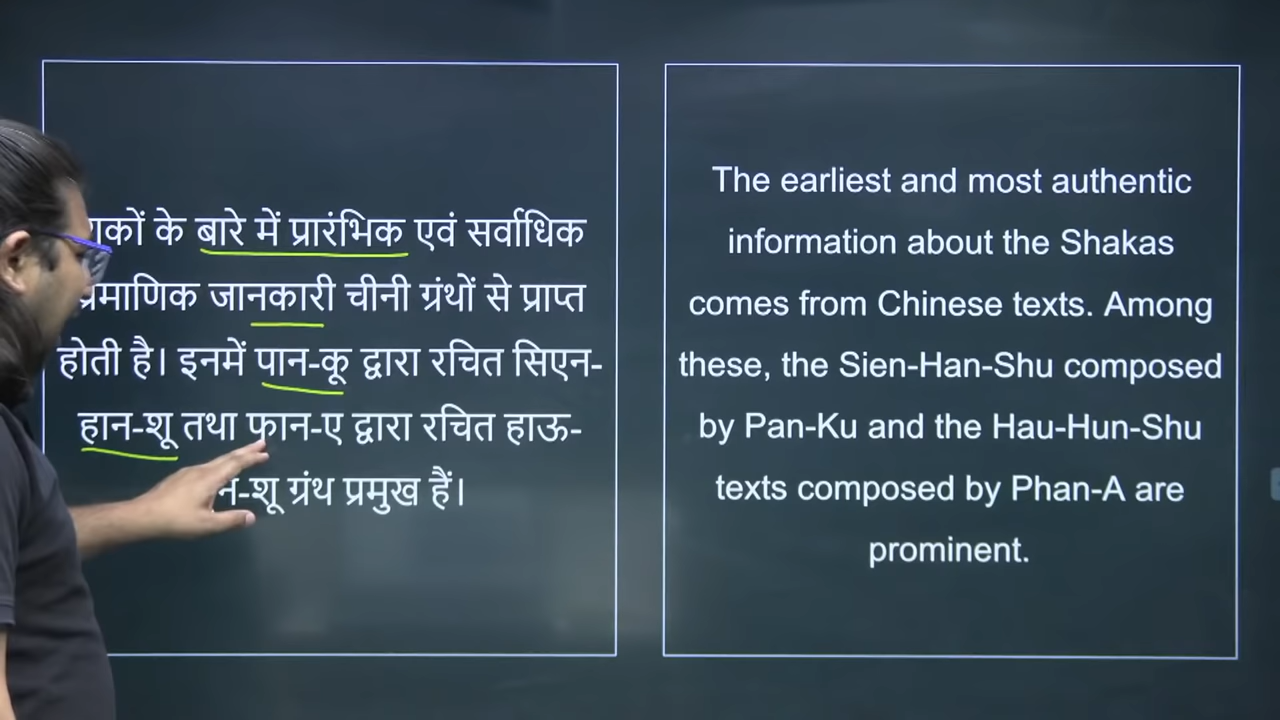 के बारे में प्रारंभिक एवं सर्वाधिक
जानकारी चीनी ग्रंथों से प्राप्त
होती है। इनमें पान-कू द्वारा रचित सिएन-
हान-शू तथा फान-ए द्वारा रचित हाऊ-
ग्रंथ प्रमुख हैं।
The earliest and most authentic
information about the Shakas
comes from Chinese texts. Among
these, the Sien-Han-Shu composed
by Pan-Ku and the Hau-Hun-Shu
texts composed by Phan-A are
prominent.